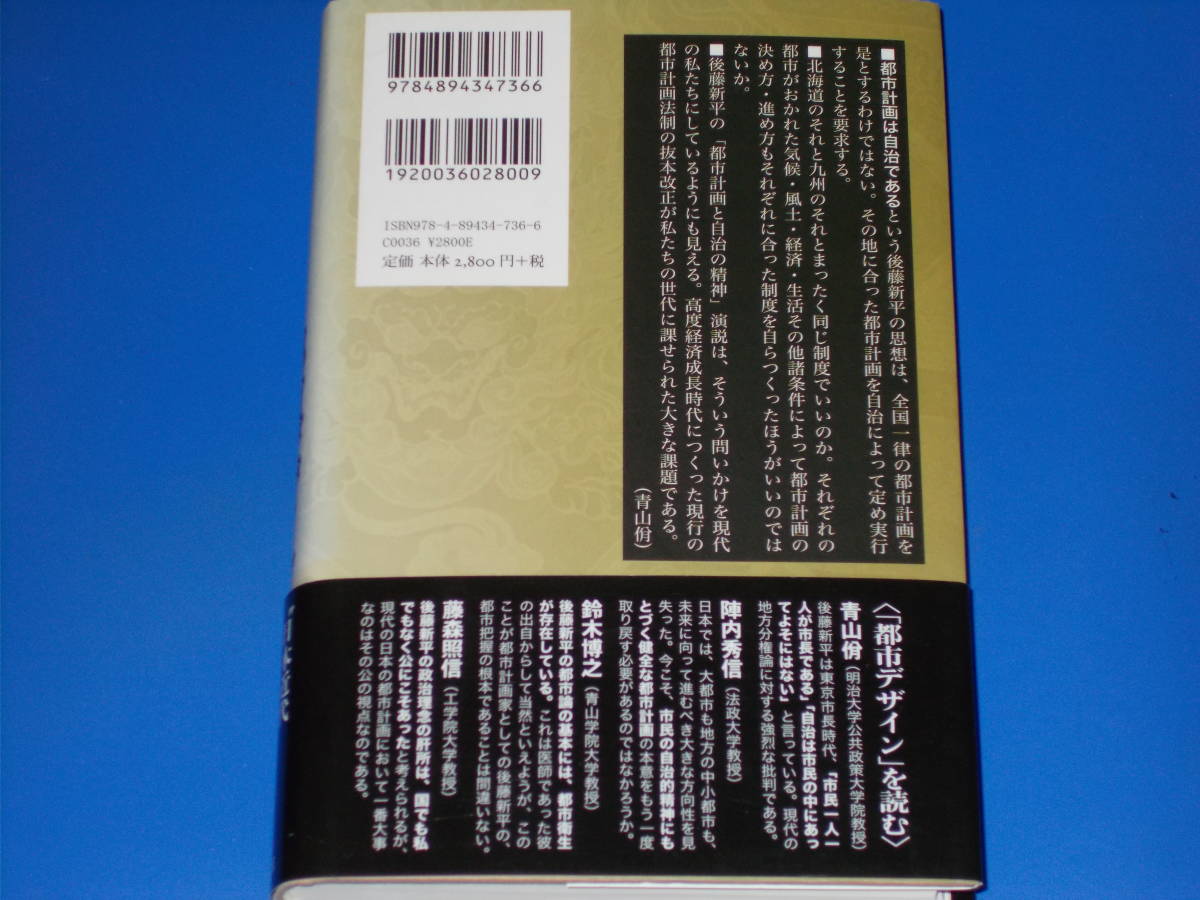 9784894347366
1920036028009
ISBN978-4-89434-736-6
C0036 ¥2800E
定価 本体 2,800円+税
■都市計画は自治であるという後藤新平の思想は、全国一律の都市計画を
是とするわけではない。その地に合った都市計画を自治によって定め実行
することを要求する。
■北海道のそれと九州のそれとまったく同じ制度でいいのか。それぞれの
都市がおかれた気候・風土・経済・生活その他諸条件によって都市計画の
決め方・進め方もそれぞれに合った制度を自らつくったほうがいいのでは
ないか。
■後藤新平の「都市計画と自治の精神」演説は、そういう問いかけを現代
の私たちにしているようにも見える。高度経済成長時代につくった現行の
都市計画法制の抜本改正が私たちの世代に課せられた大きな課題である。
(青山佾)
〈「都市デザイン」を読む〉
青山佾(明治大学公共政策大学院教授)
後藤新平は東京市長時代、「市民一人一
人が市長である」「自治は市民の中にあっ
てよそにはない」と言っている。現代の
地方分権論に対する強烈な批判である。
陣内秀信(法政大学教授)
日本では、大都市も地方の中小都市も、
未来に向って進むべき大きな方向性を見
失った。今こそ、市民の自治的精神にも
とづく健全な都市計画の本意をもう一度
取り戻す必要があるのではなかろうか。
鈴木博之(青山学院大学教授)
後藤新平の都市論の基本には、都市衛生
が存在している。これは医師であった彼
の出自からして当然といえようが、この
ことが都市計画家としての後藤新平の、
都市把握の根本であることは間違いない。
藤森照信(工学院大学教授)
後藤新平の政治理念の肝所は、国でも私
でもなく公にこそあったと考えられるが、
現代の日本の都市計画において一番大事
なのはその公の視点なのである。